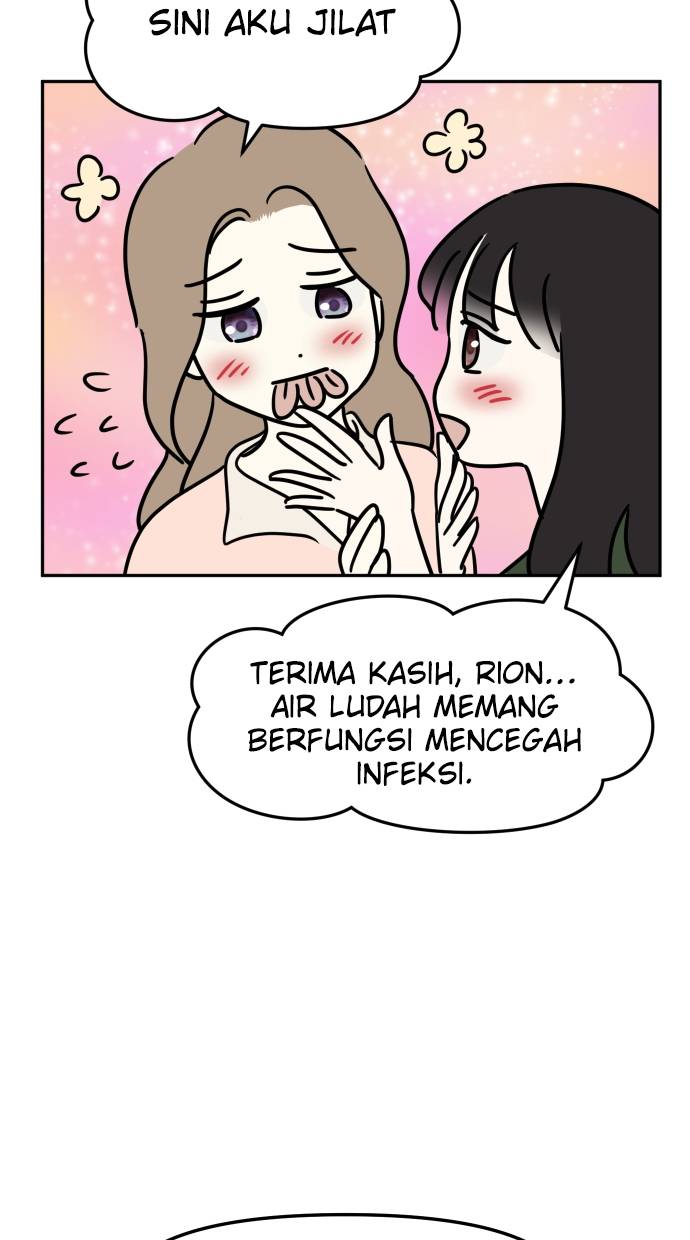 SINI AKU JILAT
TERIMA KASIH, RION...
AIR LUDAH MEMANG
BERFUNGSI MENCEGAH
INFEKSI.